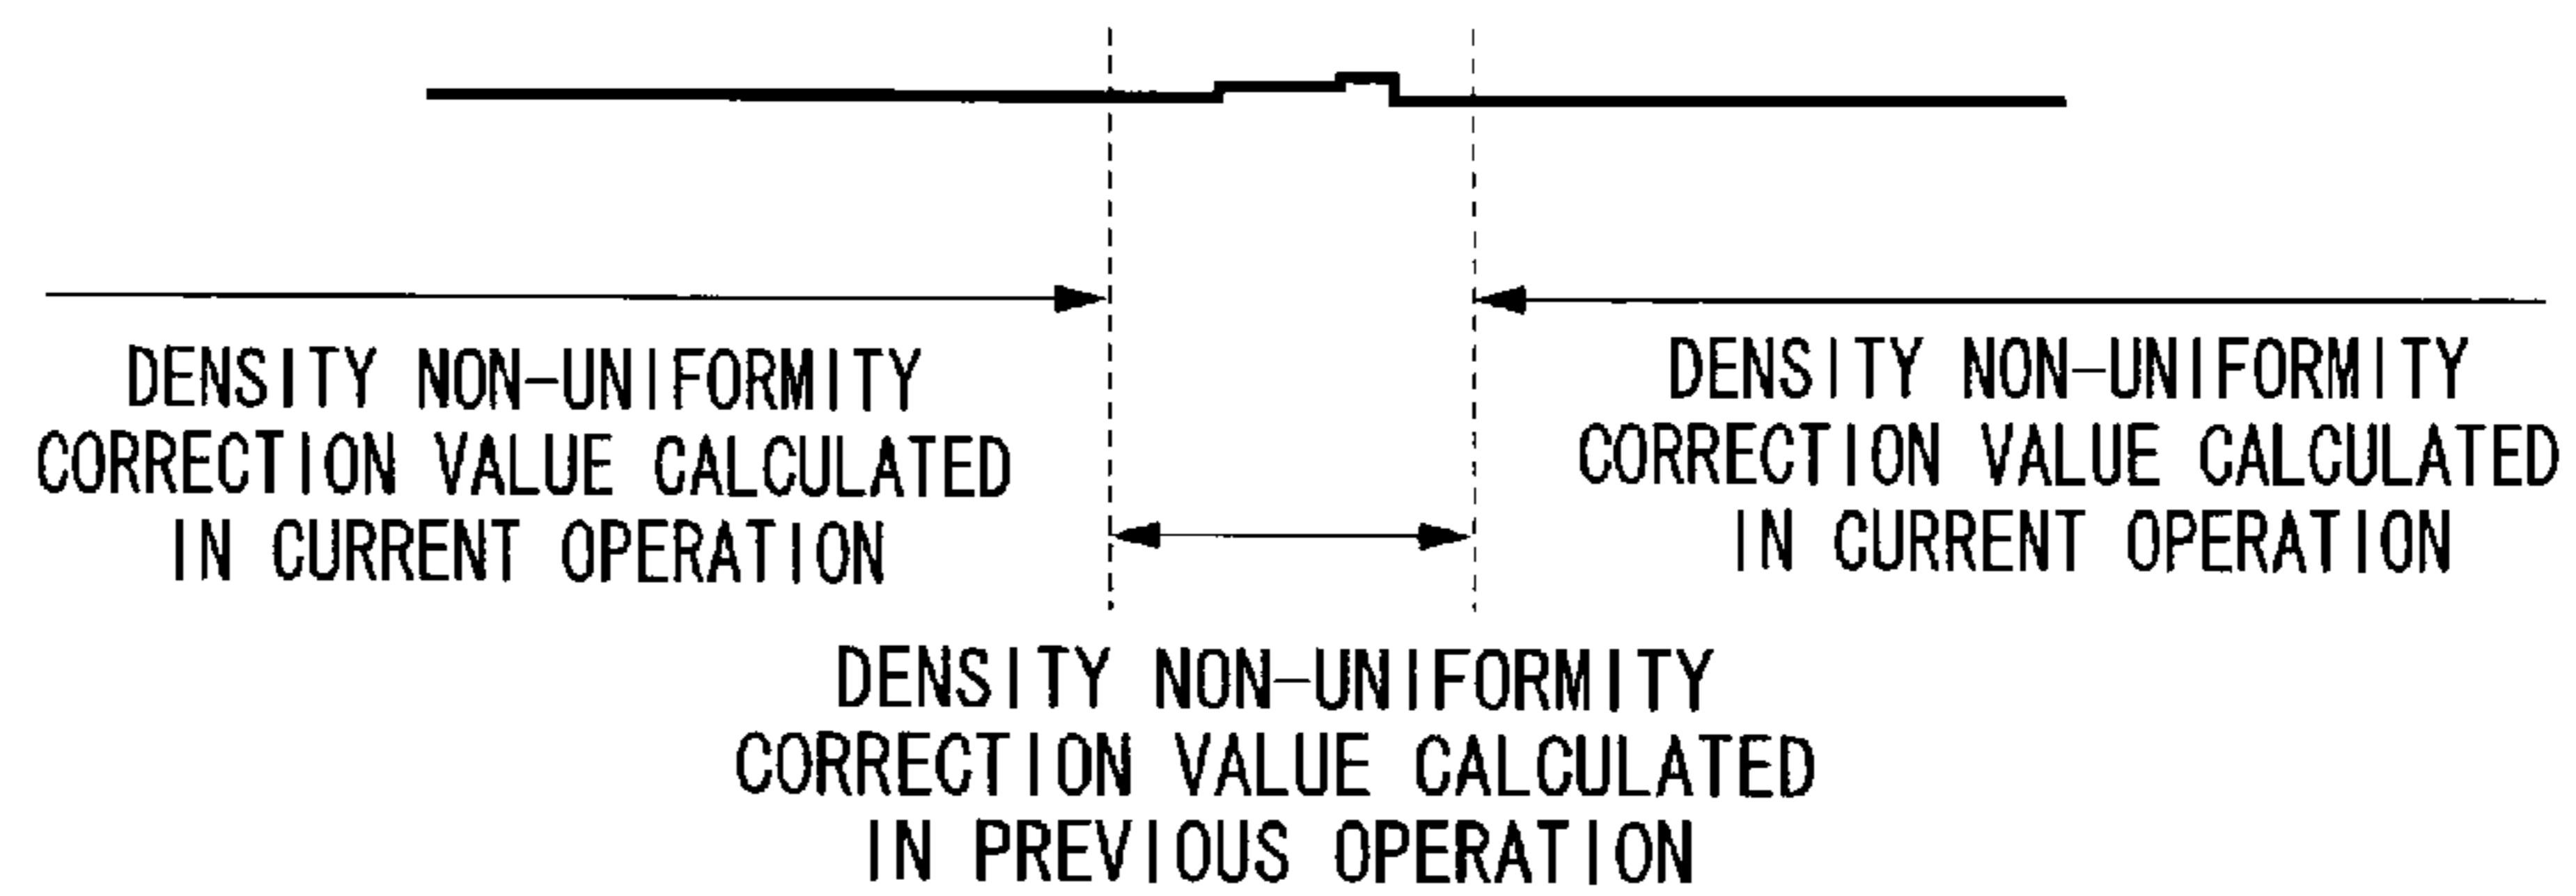 DENSITY NON-UNIFORMITY
CORRECTION VALUE CALCULATED
IN CURRENT OPERATION
DENSITY NON-UNIFORMITY
CORRECTION VALUE CALCULATED
IN CURRENT OPERATION
DENSITY NON-UNIFORMITY
CORRECTION VALUE CALCULATED
IN PREVIOUS OPERATION